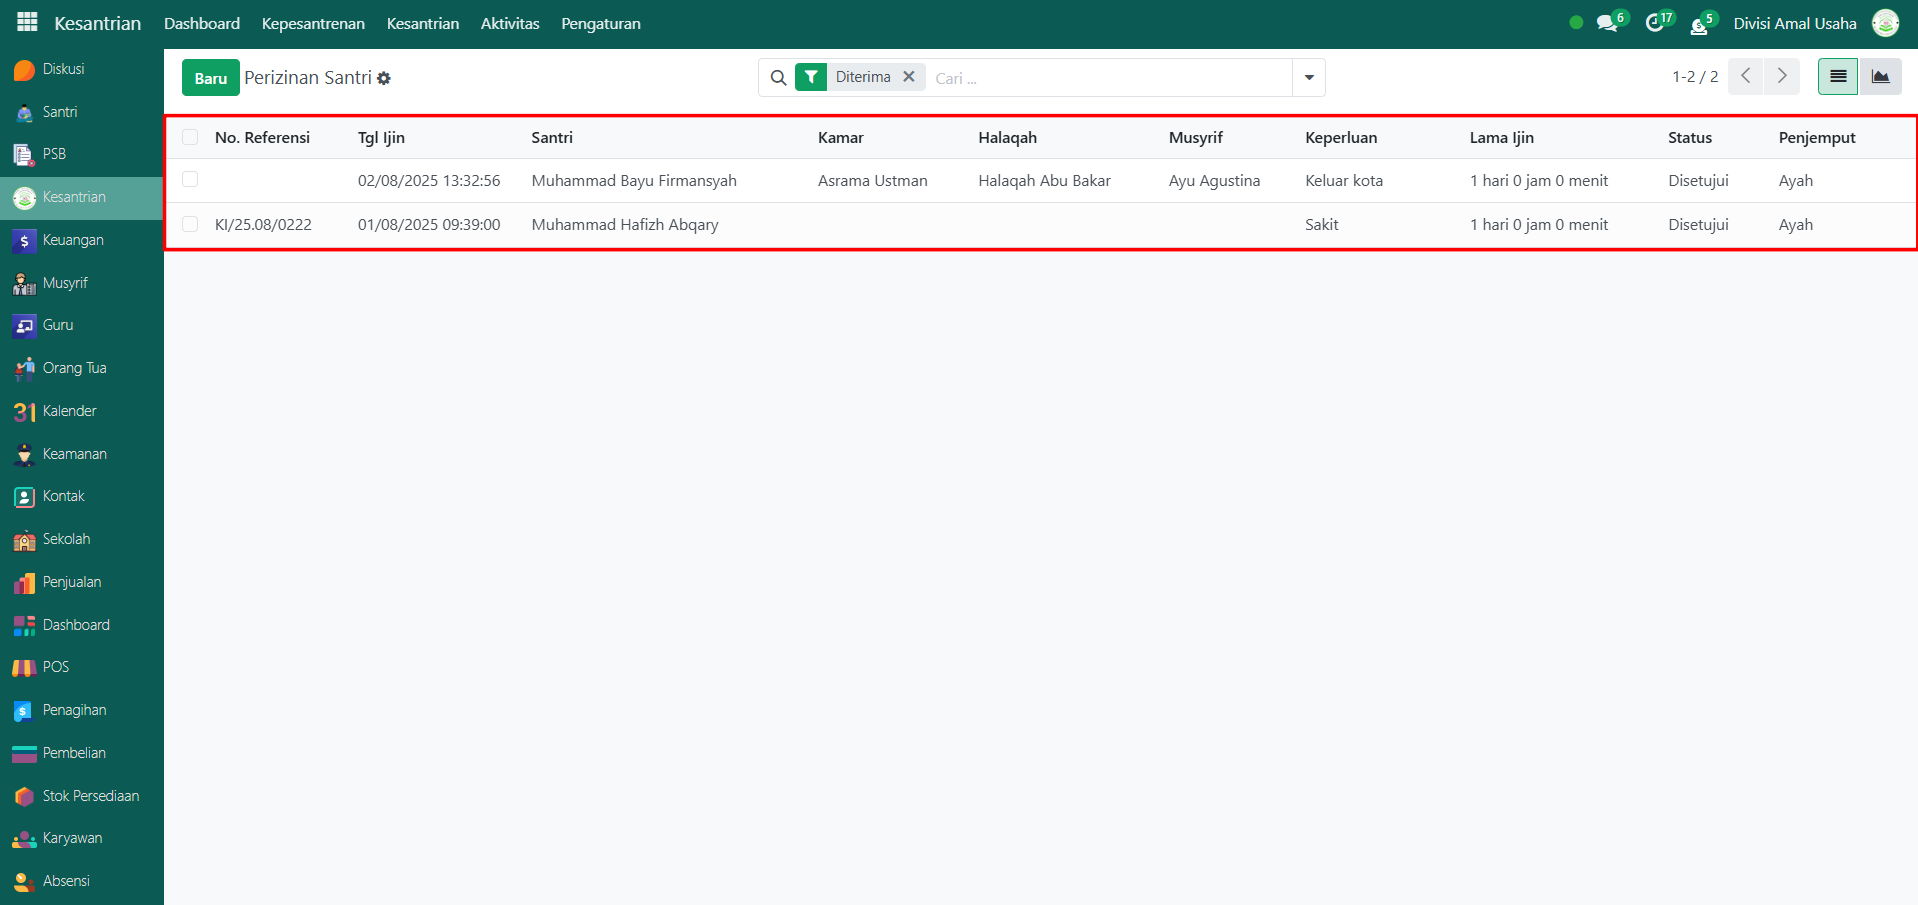 Kesantrian Dashboard Kepesantrenan Kesantrian Aktivitas Pengaturan 6 17 5 Divisi Amal Usaha
Baru Perizinan Santri Diterima Cari ... 1-2 / 2
No. Referensi Tgl Ijin Santri Kamar Halaqah Musyrif Keperluan Lama Ijin Status Penjemput
02/08/2025 13:32:56 Muhammad Bayu Firmansyah Asrama Ustman Halaqah Abu Bakar Ayu Agustina Keluar kota 1 hari 0 jam 0 menit Disetujui Ayah
KI/25.08/0222 01/08/2025 09:39:00 Muhammad Hafizh Abqary Sakit 1 hari 0 jam 0 menit Disetujui Ayah
Diskusi
Santri
PSB
Kesantrian
Keuangan
Musyrif
Guru
Orang Tua
31 Kalender
Keamanan
Kontak
Sekolah
Penjualan
Dashboard
POS
Penagihan
Pembelian
Stok Persediaan
Karyawan
Absensi